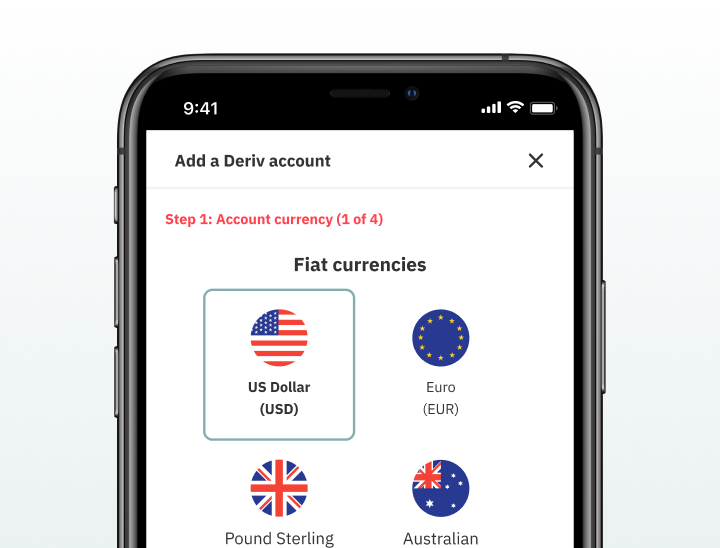 9:41
Add a Deriv account
Step 1: Account currency (1 of 4)
Fiat currencies
US Dollar
(USD)
Euro
(EUR)
Pound Sterling
Australian